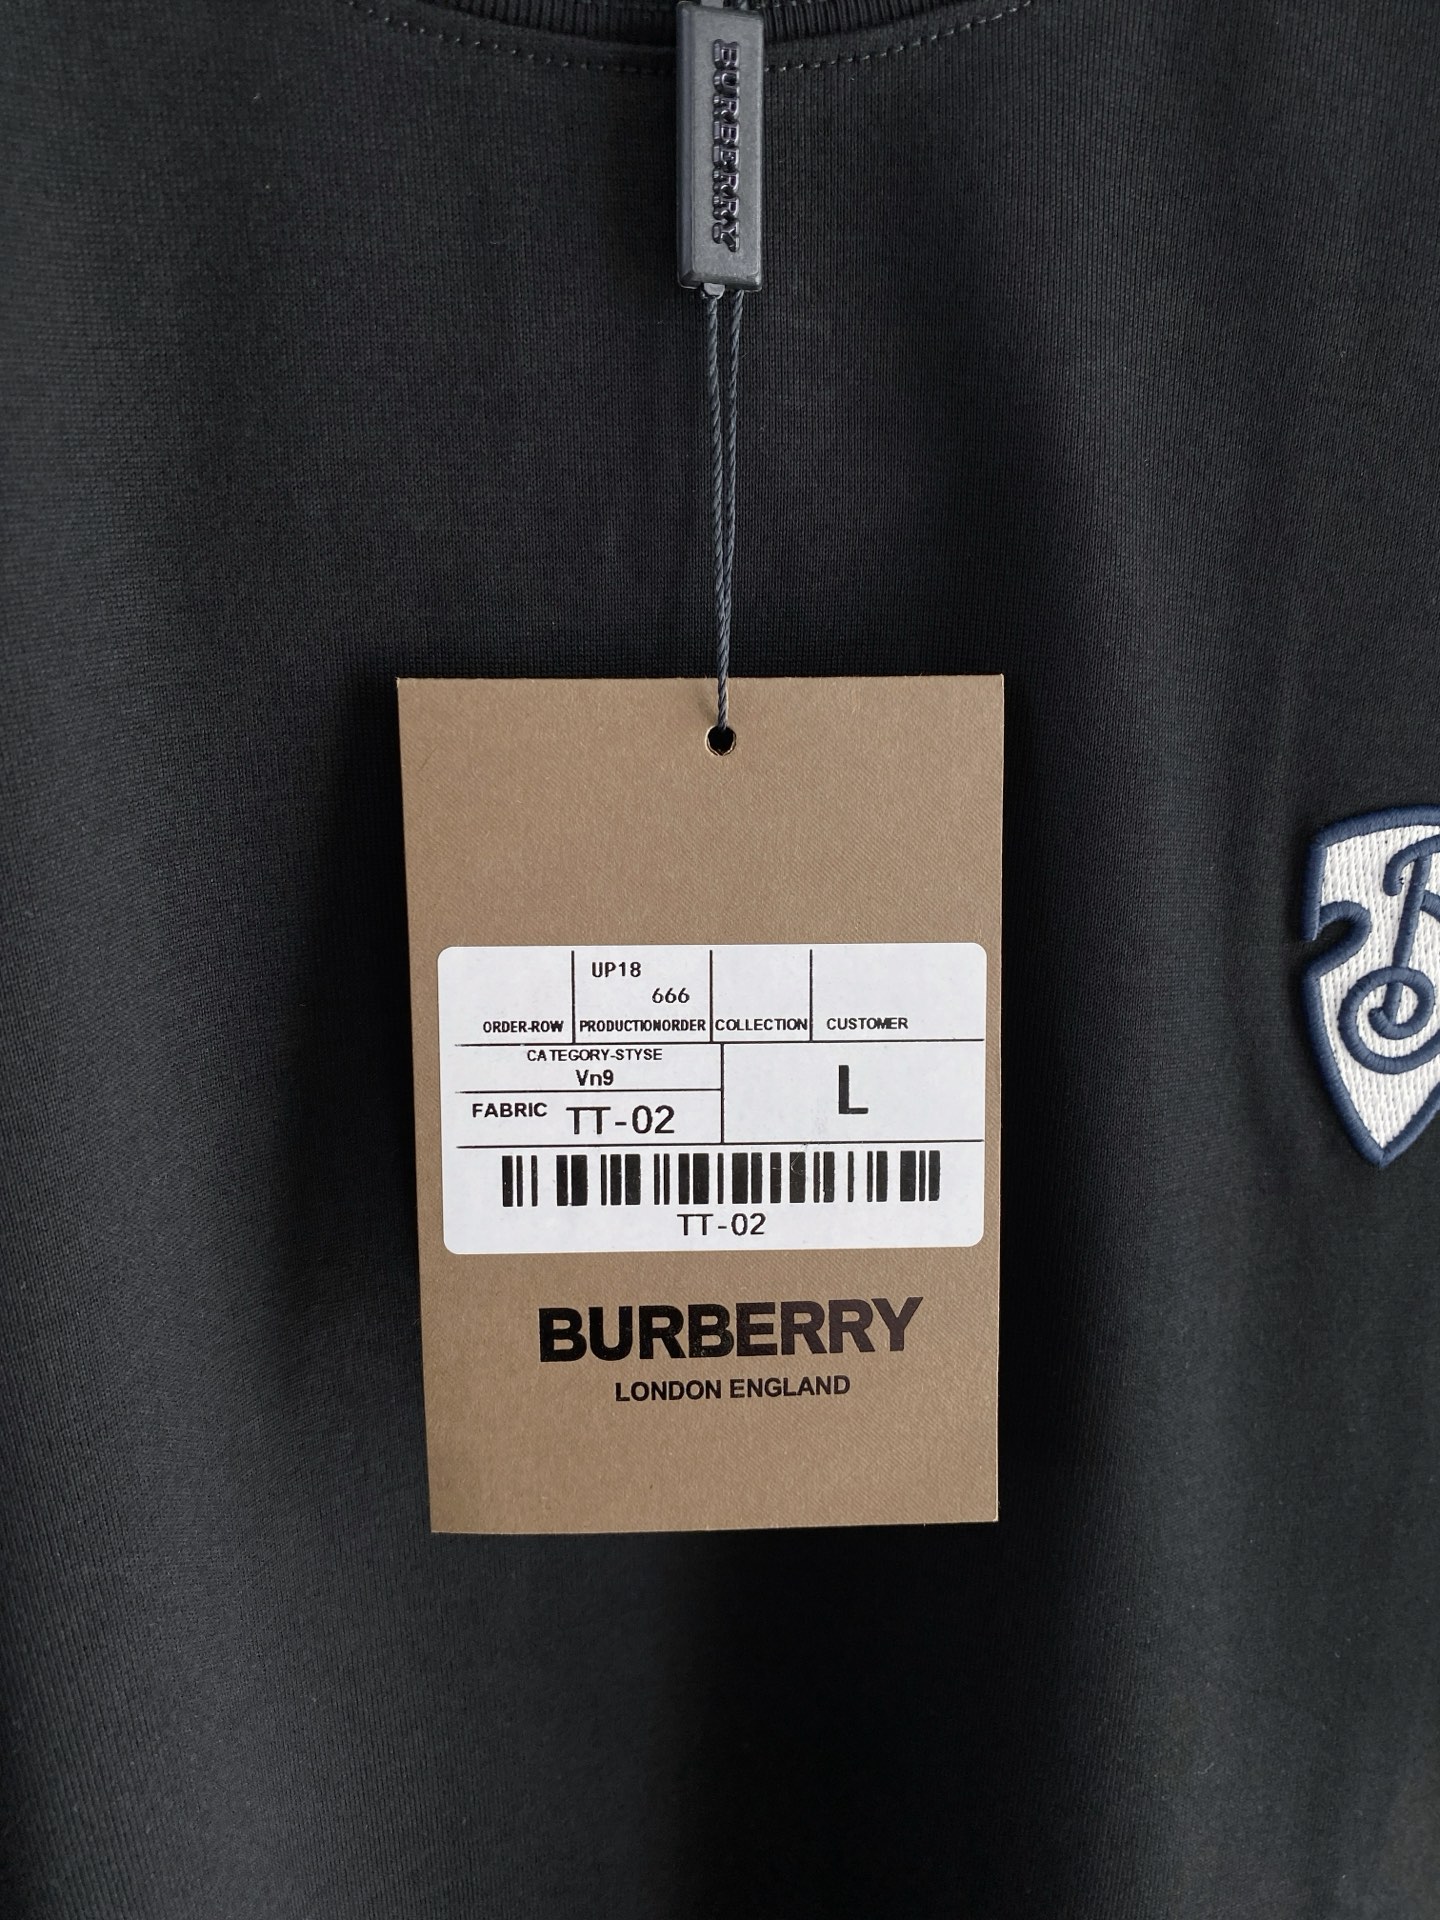 BURBERRY
UP18
666
ORDER-ROW PRODUCTIONORDER COLLECTION CUSTOMER
CATEGORY-STYSE
Vn9
L
FABRIC TT-02
TT-02
BURBERRY
LONDON ENGLAND